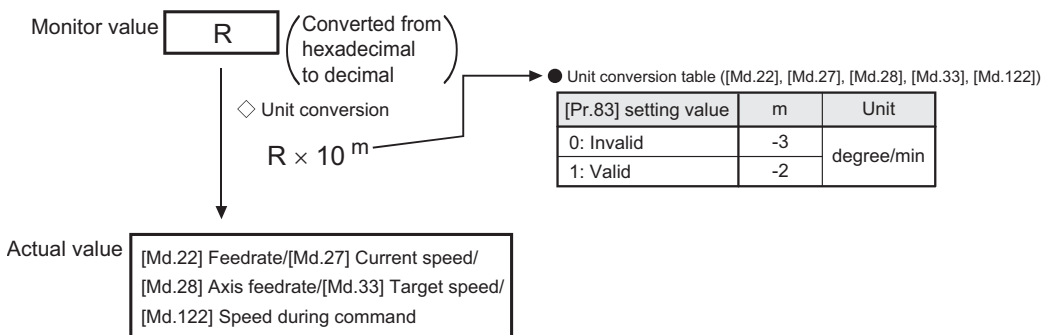 Monitor value
R
(Converted from
hexadecimal
to decimal)
◇ Unit conversion
R × 10 m
● Unit conversion table ([Md.22], [Md.27], [Md.28], [Md.33], [Md.122])
[Pr.83] setting value m Unit
0: Invalid -3 degree/min
1: Valid -2
Actual value
[Md.22] Feedrate/[Md.27] Current speed/
[Md.28] Axis feedrate/[Md.33] Target speed/
[Md.122] Speed during command